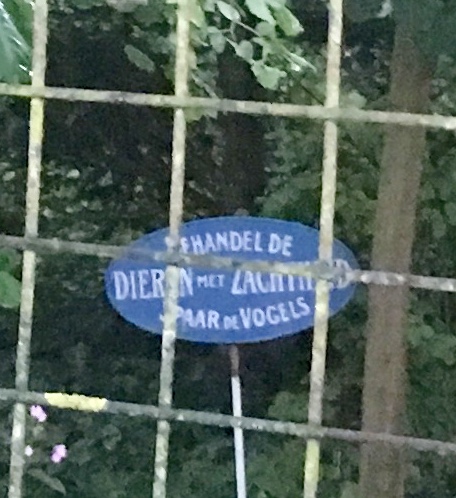 BEHANDEL DE
DIEREN MET ZACHTHEID
SPAAR DE VOGELS